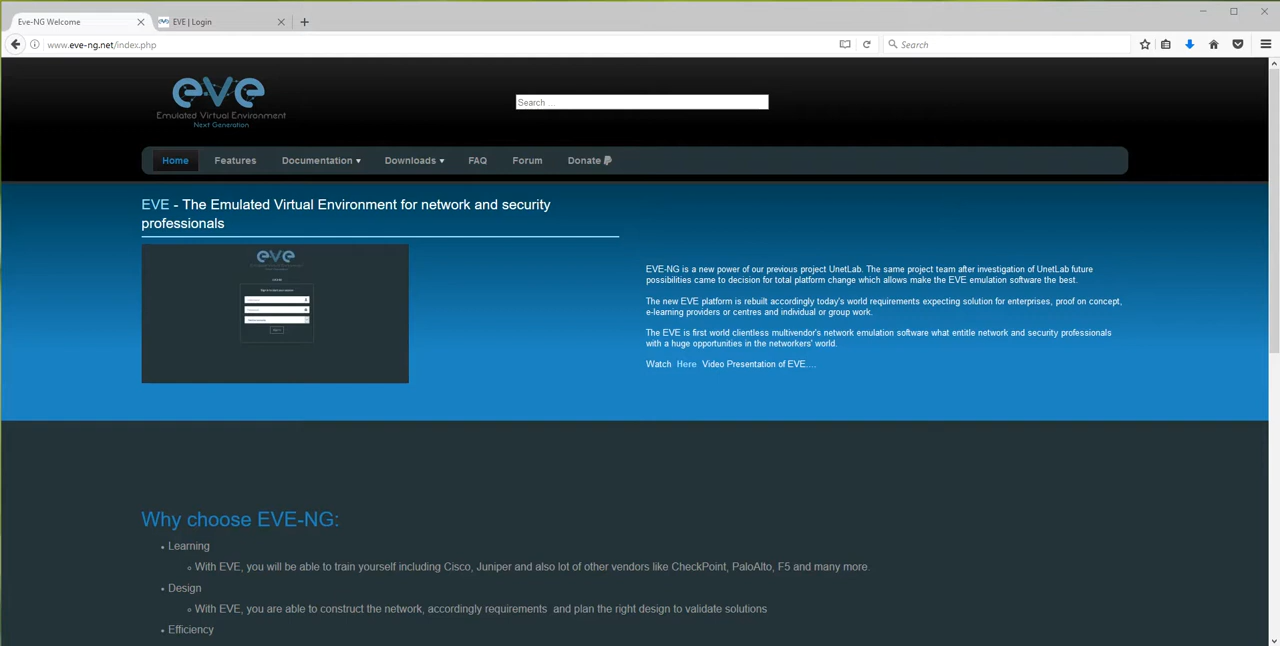 Eve-NG Welcome
EVE | Login
www.eve-ng.net/index.php
Search
eve
Emulated Virtual Environment
Next Generation
Search ...
Home
Features
Documentation
Downloads
FAQ
Forum
Donate
EVE - The Emulated Virtual Environment for network and security
professionals
eve
EVE-NG is a new power of our previous project UnetLab. The same project team after investigation of UnetLab future
possibilities came to decision for total platform change which allows make the EVE emulation software the best.
The new EVE platform is rebuilt accordingly today's world requirements expecting solution for enterprises, proof on concept,
e-learning providers or centres and individual or group work.
The EVE is first world clientless multivendor's network emulation software what entitle network and security professionals
with a huge opportunities in the networkers' world.
Watch Here Video Presentation of EVE....
Why choose EVE-NG:
Learning
With EVE, you will be able to train yourself including Cisco, Juniper and also lot of other vendors like CheckPoint, PaloAlto, F5 and many more.
Design
With EVE, you are able to construct the network, accordingly requirements and plan the right design to validate solutions
Efficiency